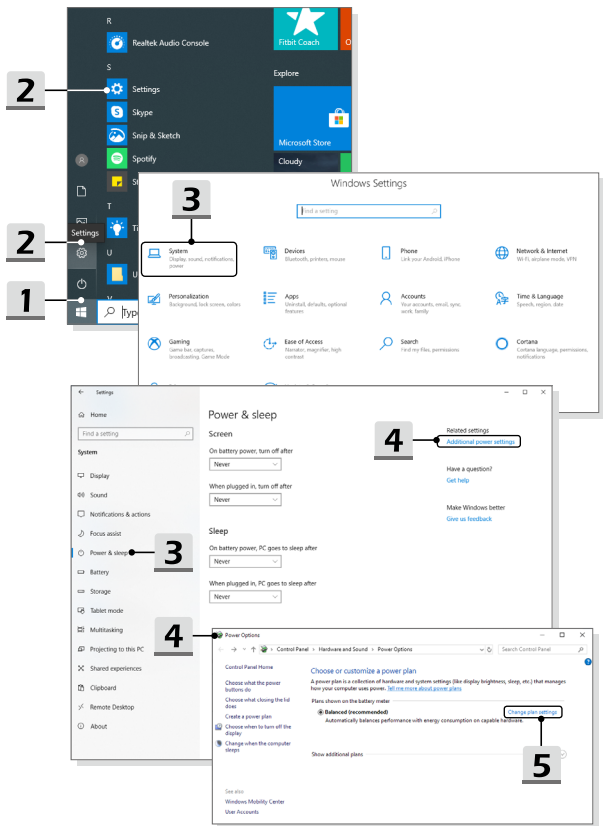 R
Realtek Audio Console
Fitbit Coach
O
S
Explore
2
Settings
Skype
Snip & Sketch
Microsoft Store
Spotify
Cloudy
St
T
Ti
Settings
2
U
U
1
V
Type
Windows Settings
3
Find a setting
System
Display, sound, notifications,
power
Devices
Bluetooth, printers, mouse
Phone
Link your Android, iPhone
Network & Internet
Wi-Fi, airplane mode, VPN
Personalization
Background, lock screen, colors
Apps
Uninstall, defaults, optional
features
Accounts
Your accounts, email, sync,
work, family
Time & Language
Speech, region, date
Gaming
Game bar, captures,
broadcasting, Game Mode
Ease of Access
Narrator, magnifier, high
contrast
Search
Find my files, permissions
Cortana
Cortana language, permissions,
notifications
Settings
Home
Find a setting
System
Display
Sound
Notifications & actions
Focus assist
Power & sleep
3
Battery
Storage
Tablet mode
Multitasking
Projecting to this PC
Shared experiences
Clipboard
Remote Desktop
About
Power & sleep
Screen
On battery power, turn off after
Never
When plugged in, turn off after
Never
Sleep
On battery power, PC goes to sleep after
Never
When plugged in, PC goes to sleep after
Never
4
Related settings
Additional power settings
Have a question?
Get help
Make Windows better
Give us feedback
4
Power Options
Control Panel > Hardware and Sound > Power Options
Search Control Panel
Control Panel Home
Choose what the power
buttons do
Choose what closing the lid
does
Create a power plan
Choose when to turn off the
display
Change when the computer
sleeps
See also
Windows Mobility Center
User Accounts
Choose or customize a power plan
A power plan is a collection of hardware and system settings (like display brightness, sleep, etc.) that manages
how your computer uses power. Tell me more about power plans
Plans shown on the battery meter
Balanced (recommended)
Change plan settings
Automatically balances performance with energy consumption on capable hardware.
Show additional plans
5